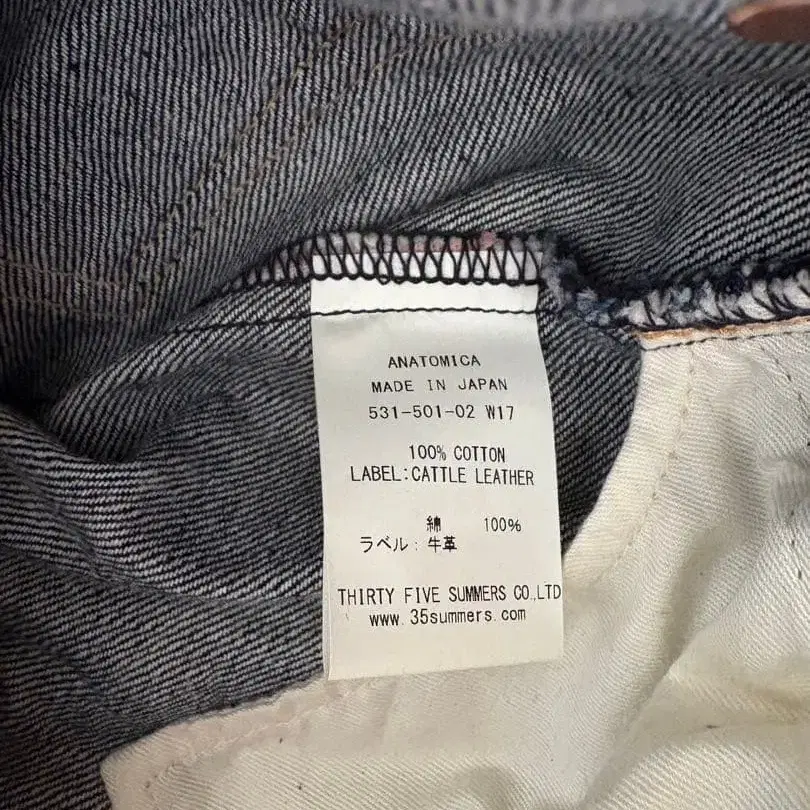 ANATOMICA
MADE IN JAPAN
531-501-02 W17
100% COTTON
LABEL:CATTLE LEATHER
綿 100%
ラベル:牛革
THIRTY FIVE SUMMERS CO.,LTD
www.35summers.com